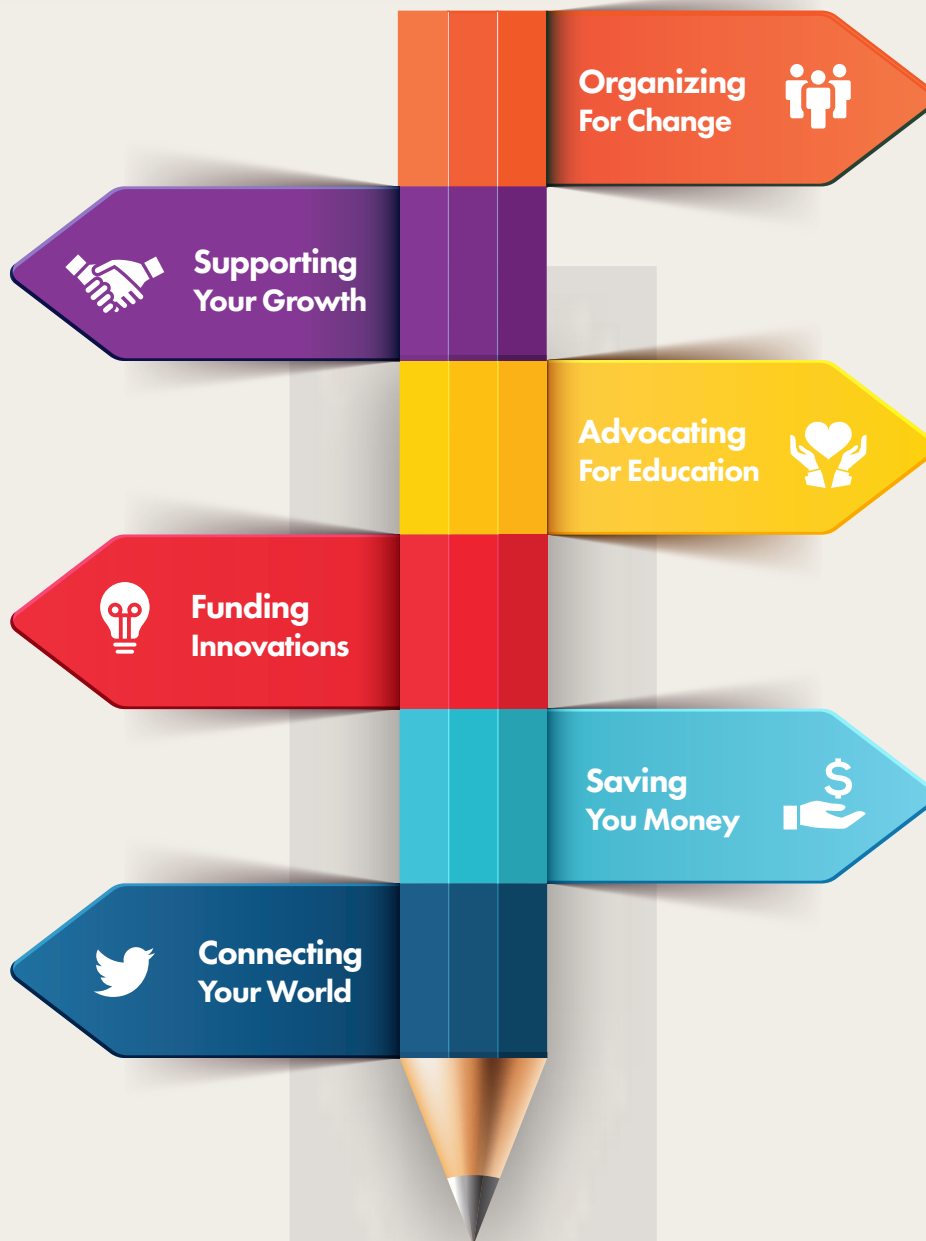 Organizing
For Change
Supporting
Your Growth
Advocating
For Education
Funding
Innovations
Saving
You Money
$
Connecting
Your World